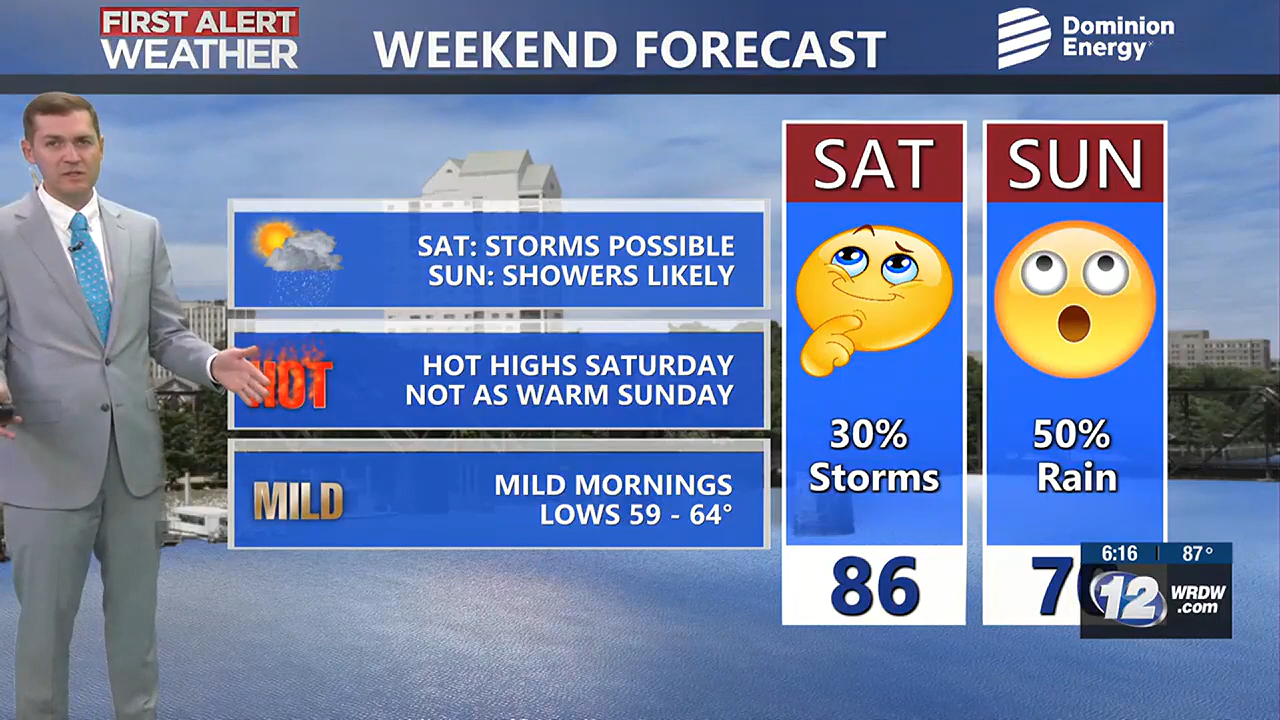 FIRST ALERT
WEATHER
WEEKEND FORECAST
Dominion
Energy
SAT: STORMS POSSIBLE
SUN: SHOWERS LIKELY
HOT
HOT HIGHS SATURDAY
NOT AS WARM SUNDAY
MILD
MILD MORNINGS
LOWS 59 - 64°
SAT
30%
Storms
86
SUN
50%
Rain
6:16 87°
12 WRDW
.com